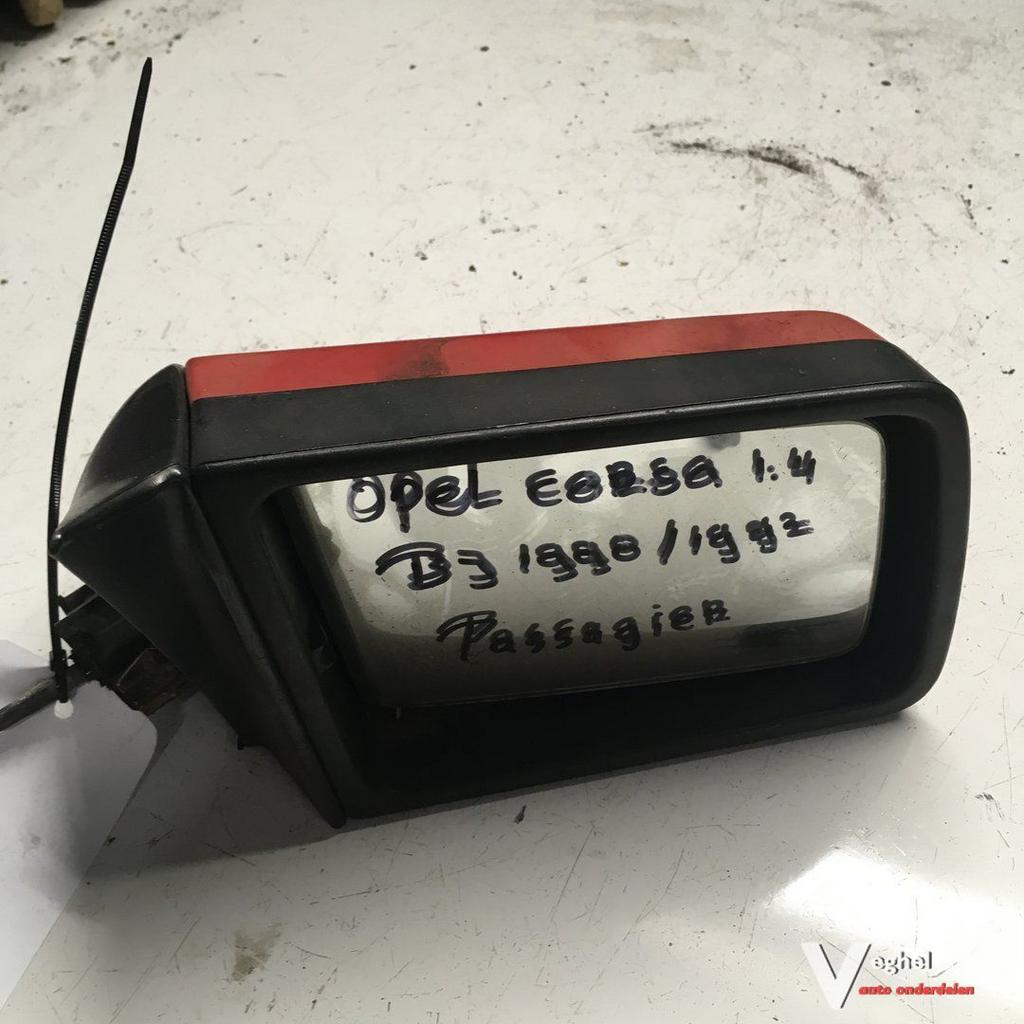 OPEL CORSA 1.4
BJ 1990/1992
Passagier
Veghel
auto onderdelen